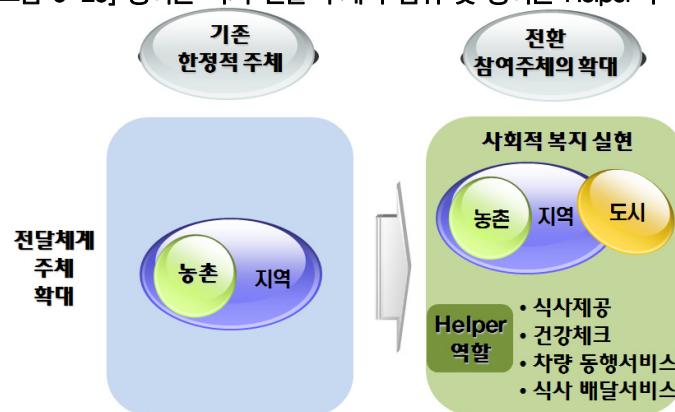 기존
한정적 주체
전환
참여주체의 확대
전달체계
주체
확대
농촌
지역
사회적 복지 실현
농촌
지역
도시
Helper
역할
• 식사제공
• 건강체크
• 차량 동행서비스
• 식사 배달서비스